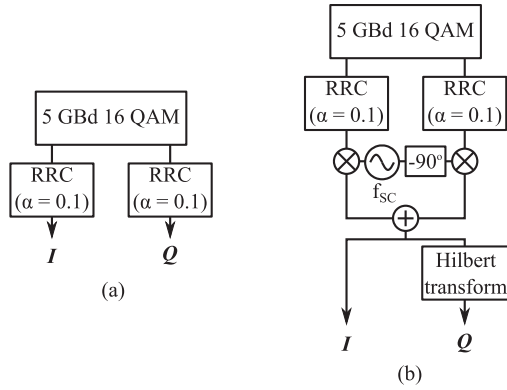 5 GBd 16 QAM
RRC
(α = 0.1)
RRC
(α = 0.1)
I
Q
(a)
5 GBd 16 QAM
RRC
(α = 0.1)
RRC
(α = 0.1)
-90°
fSC
Hilbert
transform
I
Q
(b)